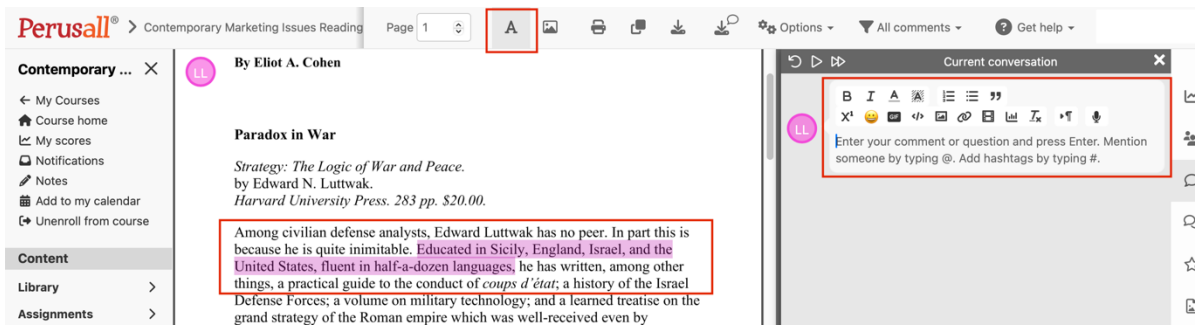 Perusall® > Contemporary Marketing Issues Reading Page 1 A Options All comments ? Get help
Contemporary ... X
← My Courses
Course home
My scores
Notifications
Notes
Add to my calendar
Unenroll from course
Content
Library >
Assignments >
LL
By Eliot A. Cohen
Paradox in War
Strategy: The Logic of War and Peace.
by Edward N. Luttwak.
Harvard University Press. 283 pp. $20.00.
Among civilian defense analysts, Edward Luttwak has no peer. In part this is
because he is quite inimitable. Educated in Sicily, England, Israel, and the
United States, fluent in half-a-dozen languages, he has written, among other
things, a practical guide to the conduct of coups d'état; a history of the Israel
Defense Forces; a volume on military technology; and a learned treatise on the
grand strategy of the Roman empire which was well-received even by
Current conversation X
LL
B I A A
X¹ GIF </> Tx ¶
Enter your comment or question and press Enter. Mention
someone by typing @. Add hashtags by typing #.